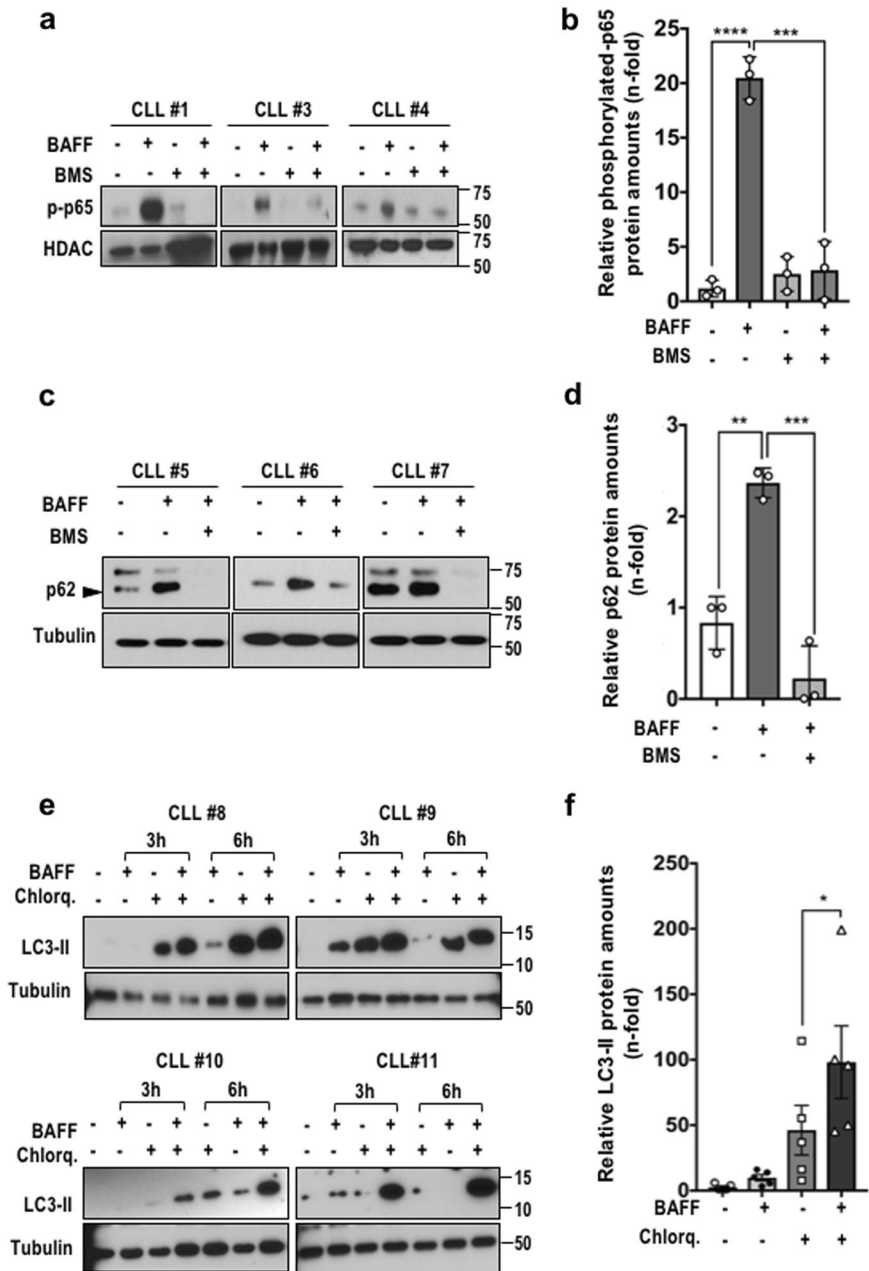 a
CLL #1 CLL #3 CLL #4
BAFF - + - + - + - + - + - +
BMS - - + + - - + + - - + +
p-p65 75
50
HDAC 75
50
b
Relative phosphorylated-p65
protein amounts (n-fold)
25
20
15
10
5
0
**** ***
BAFF - + - +
BMS - - + +
c
CLL #5 CLL #6 CLL #7
BAFF - + + - + + - + +
BMS - - + - - + - - +
p62 75
50
Tubulin 75
50
d
Relative p62 protein amounts
(n-fold)
3
2
1
0
** ***
BAFF - + +
BMS - - +
e
CLL #8 CLL #9
3h 6h 3h 6h
BAFF - + - + + - + - + - + + - +
Chlorq. - - + + - + + - - + + - + +
LC3-II 15
10
Tubulin 50
CLL #10 CLL#11
3h 6h 3h 6h
BAFF - + - + - + + - + - + - + +
Chlorq. - - + + + - + - - + + + - +
LC3-II 15
10
Tubulin 50
f
Relative LC3-II protein amounts
(n-fold)
250
200
150
100
50
0
*
BAFF - + - +
Chlorq. - - + +